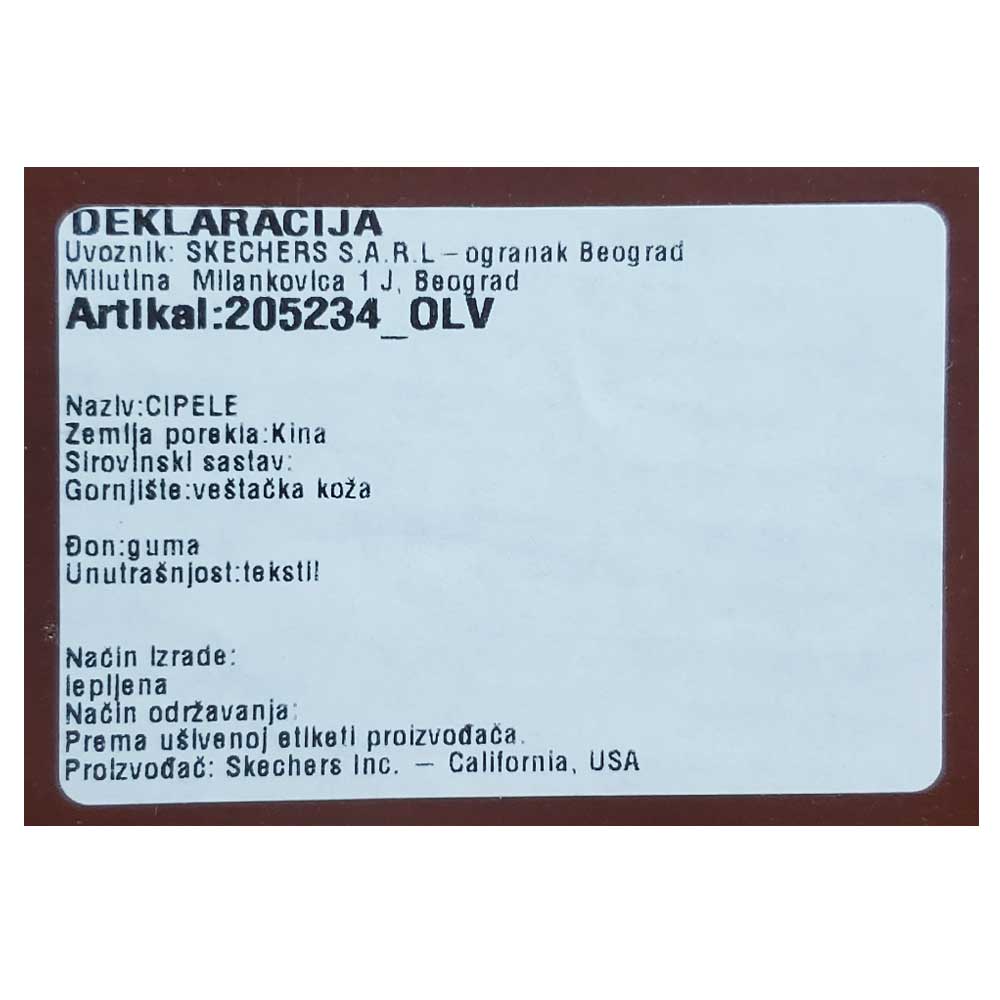 DEKLARACIJA
Uvoznik: SKECHERS S.A.R.L – ogranak Beograd
Milutina Milankovica 1 J, Beograd
Artikal:205234_OLV
Naziv:CIPELE
Zemlja porekla:Kina
Sirovinski sastav:
Gornjište:veštačka koža
Đon:guma
Unutrašnjost:tekstil
Način Izrade:
lepljena
Način održavanja:
Prema ušivenoj etiketi proizvođača.
Proizvođač: Skechers Inc. – California, USA